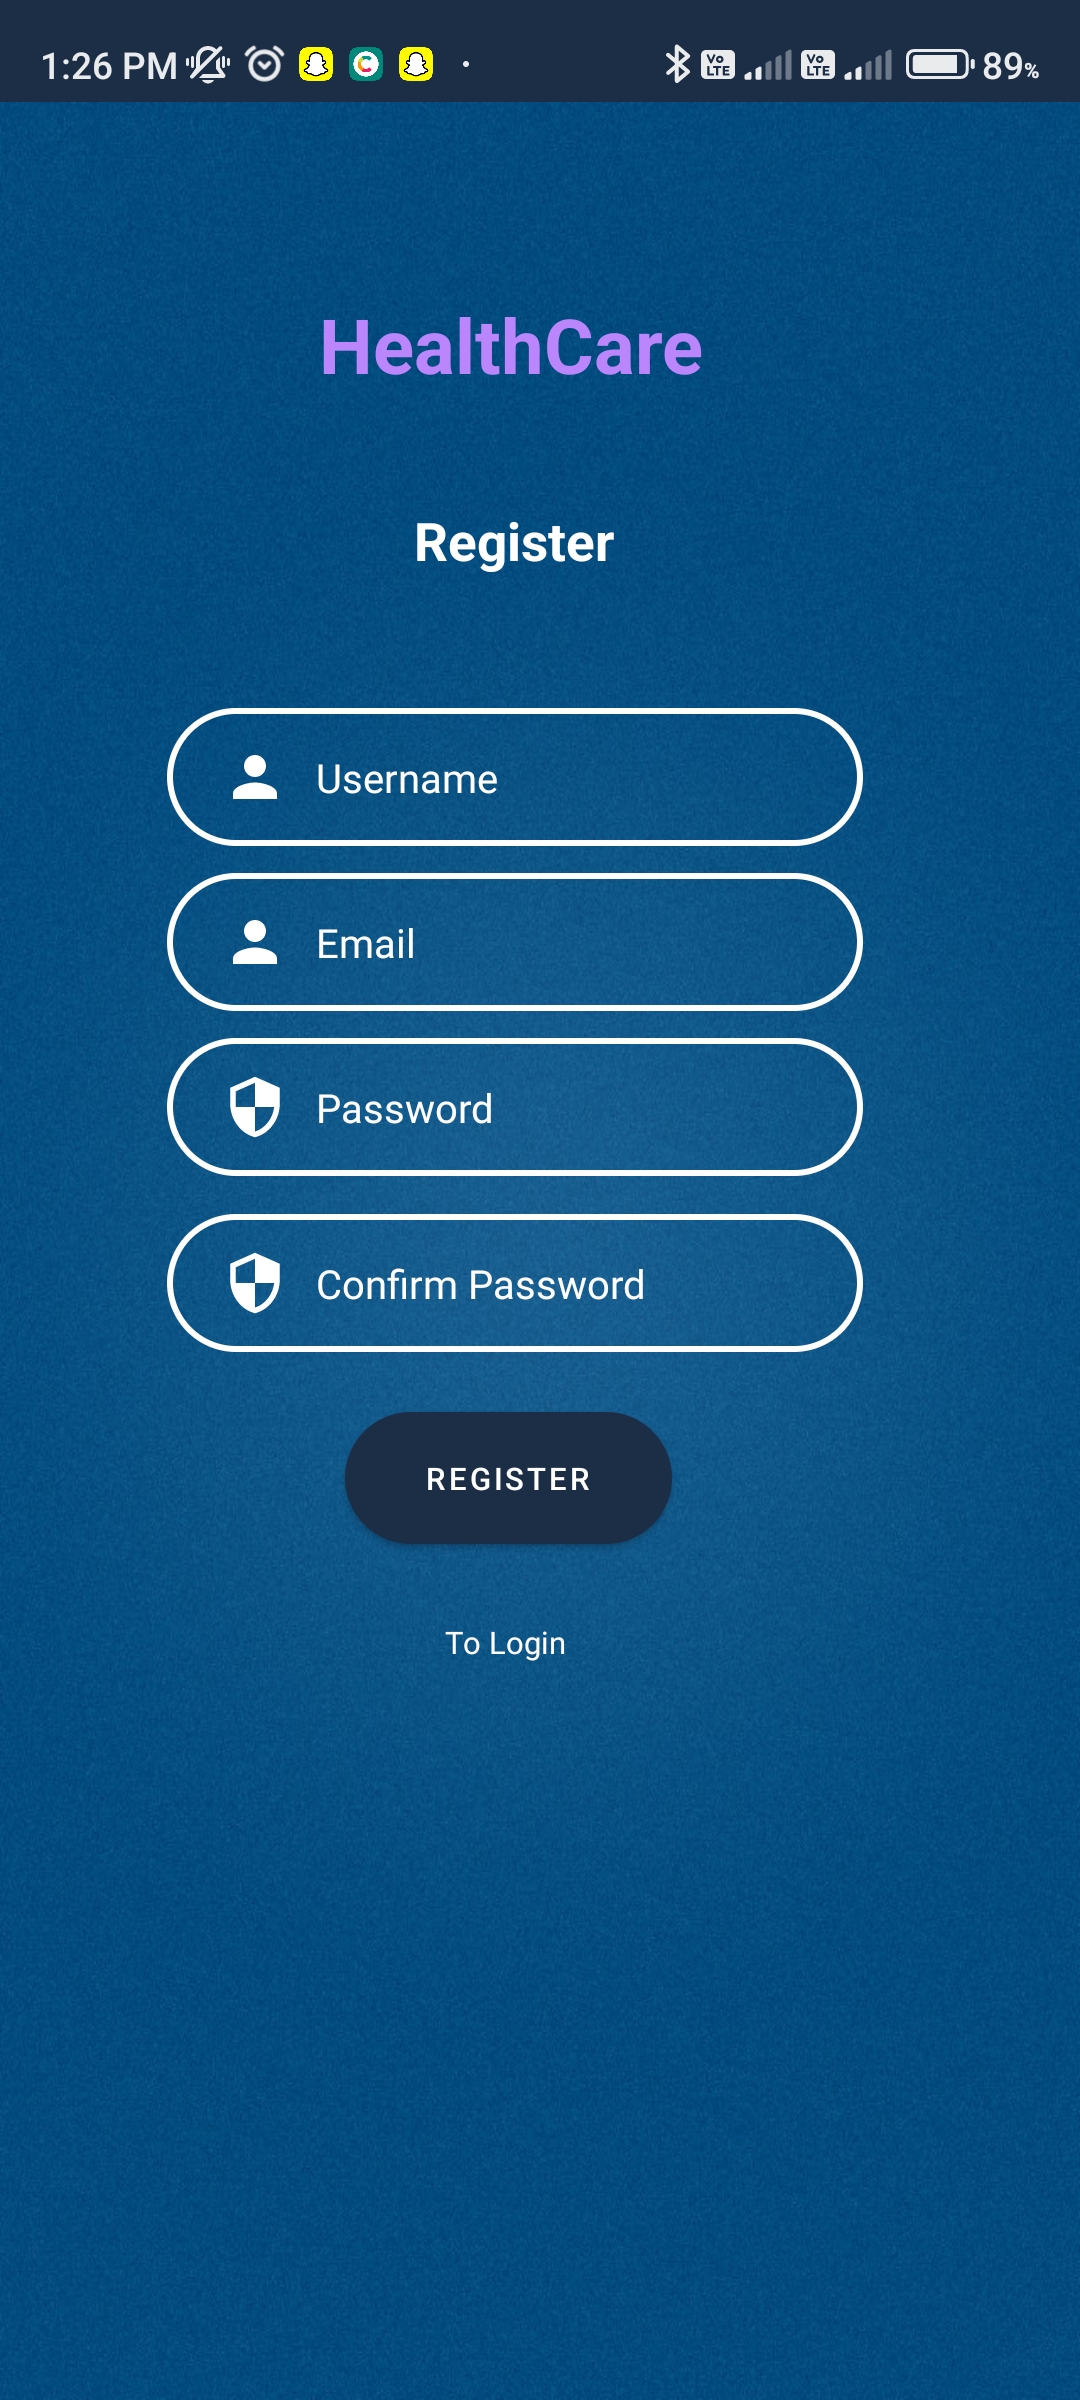 1:26 PM Vo LTE Vo LTE 89%
HealthCare
Register
Username
Email
Password
Confirm Password
REGISTER
To Login